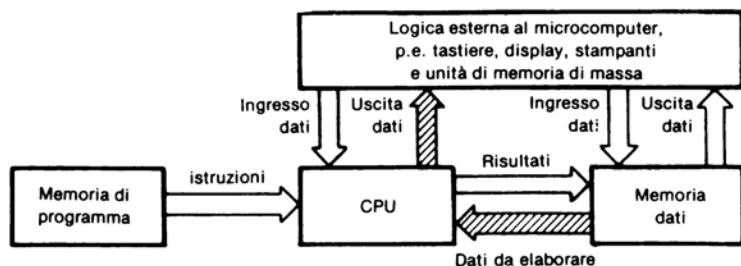 Logica esterna al microcomputer,
p.e. tastiere, display, stampanti
e unità di memoria di massa
Ingresso
dati
Uscita
dati
Ingresso
dati
Uscita
dati
Memoria di
programma
istruzioni
CPU
Risultati
Memoria
dati
Dati da elaborare